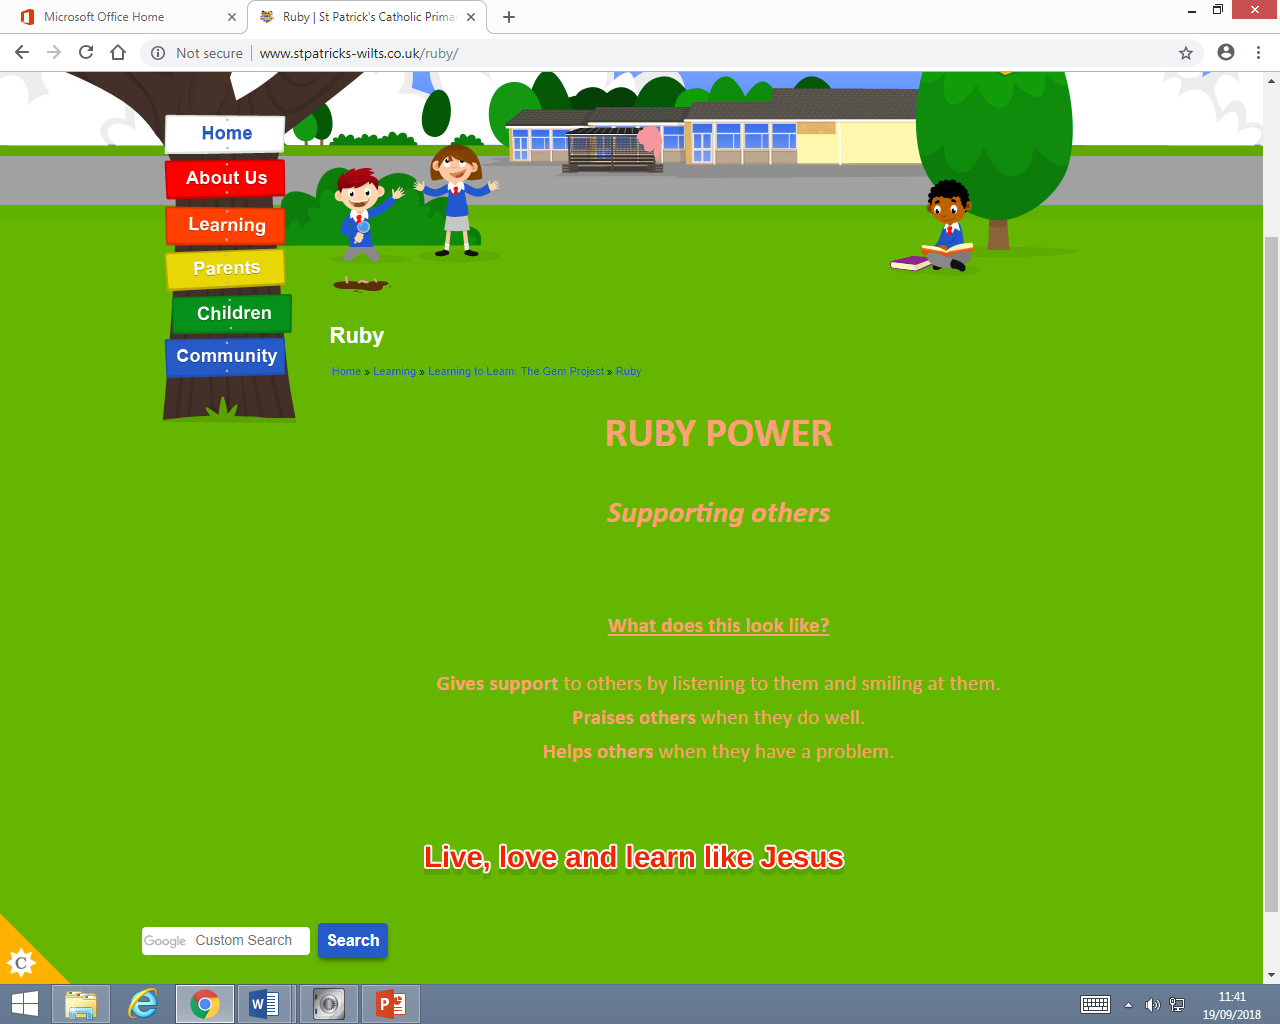 Microsoft Office Home
Ruby | St Patrick's Catholic Prima
Not secure | www.stpatricks-wilts.co.uk/ruby/
Home
About Us
Learning
Parents
Children
Community
Ruby
Home » Learning » Learning to Learn: The Gem Project » Ruby
RUBY POWER
Supporting others
What does this look like?
Gives support to others by listening to them and smiling at them.
Praises others when they do well.
Helps others when they have a problem.
Live, love and learn like Jesus
Google Custom Search
Search
C
11:41
19/09/2018